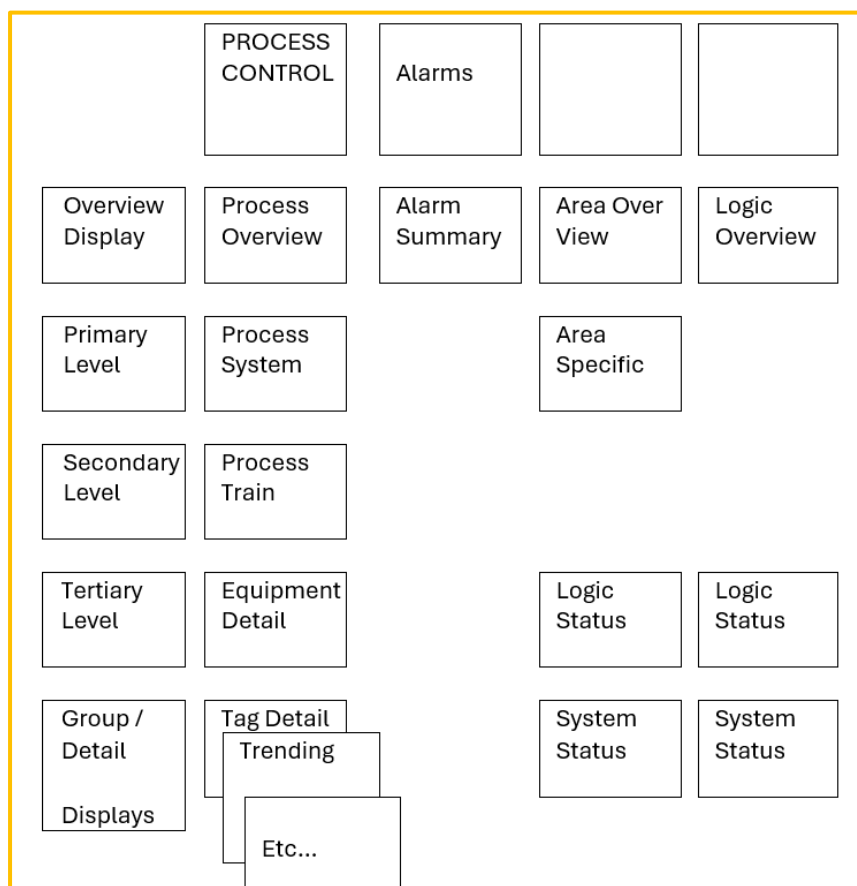 PROCESS
CONTROL
Alarms
Overview
Display
Process
Overview
Alarm
Summary
Area Over
View
Logic
Overview
Primary
Level
Process
System
Area
Specific
Secondary
Level
Process
Train
Tertiary
Level
Equipment
Detail
Logic
Status
Logic
Status
Group /
Detail
Displays
Tag Detail
Trending
Etc...
System
Status
System
Status